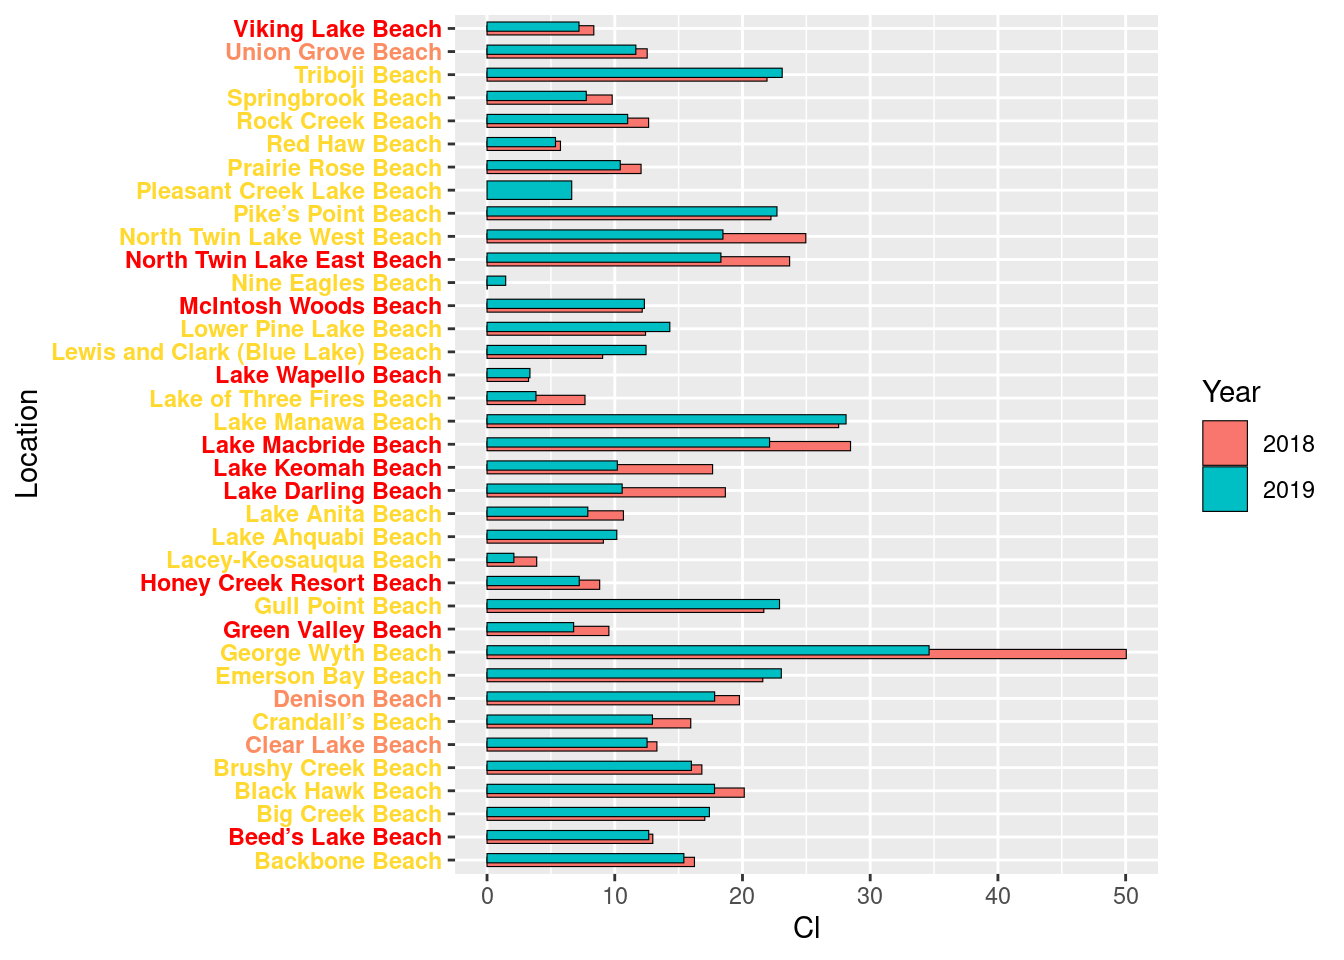 Viking Lake Beach
Union Grove Beach
Triboji Beach
Springbrook Beach
Rock Creek Beach
Red Haw Beach
Prairie Rose Beach
Pleasant Creek Lake Beach
Pike’s Point Beach
North Twin Lake West Beach
North Twin Lake East Beach
Nine Eagles Beach
McIntosh Woods Beach
Lower Pine Lake Beach
Lewis and Clark (Blue Lake) Beach
Lake Wapello Beach
Lake of Three Fires Beach
Lake Manawa Beach
Lake Macbride Beach
Lake Keomah Beach
Lake Darling Beach
Lake Anita Beach
Lake Ahquabi Beach
Lacey-Keosauqua Beach
Honey Creek Resort Beach
Gull Point Beach
Green Valley Beach
George Wyth Beach
Emerson Bay Beach
Denison Beach
Crandall’s Beach
Clear Lake Beach
Brushy Creek Beach
Black Hawk Beach
Big Creek Beach
Beed’s Lake Beach
Backbone Beach
Location
0 10 20 30 40 50
Cl
Year
2018
2019